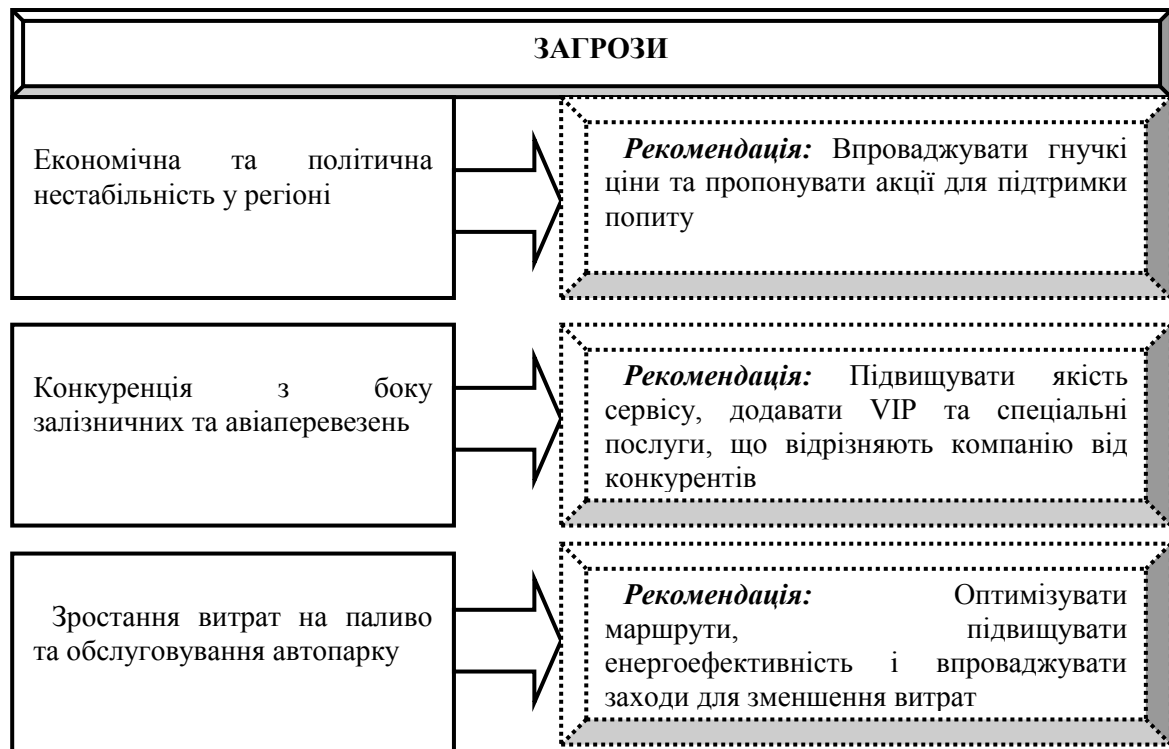 ЗАГРОЗИ
Економічна та політична
нестабільність у регіоні
Рекомендація: Впроваджувати гнучкі
ціни та пропонувати акції для підтримки
попиту
Конкуренція з боку
залізничних та авіаперевезень
Рекомендація: Підвищувати якість
сервісу, додавати VIP та спеціальні
послуги, що відрізняють компанію від
конкурентів
Зростання витрат на паливо
та обслуговування автопарку
Рекомендація: Оптимізувати
маршрути, підвищувати
енергоефективність і впроваджувати
заходи для зменшення витрат